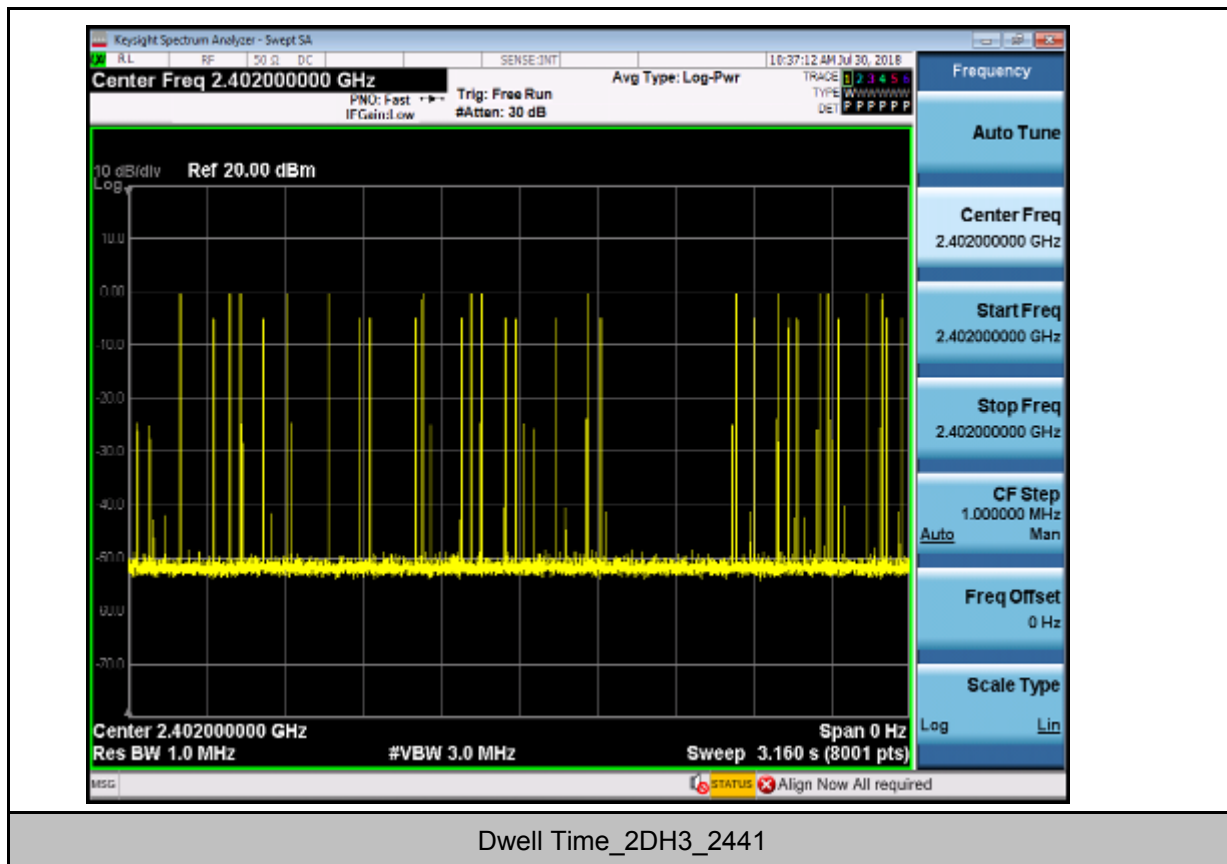 Keysight Spectrum Analyzer - Swept SA
RL RF 50 Ω DC SENSE:INT 10:37:12 AM Jul 30, 2018
Center Freq 2.402000000 GHz
PNO: Fast
IFGain:Low
Trig: Free Run
#Atten: 30 dB
Avg Type: Log-Pwr
TRACE 1 2 3 4 5 6
TYPE WWWWWW
DET P P P P P P
10 dB/div
Log
Ref 20.00 dBm
10.0
0.00
-10.0
-20.0
-30.0
-40.0
-50.0
-60.0
-70.0
Center 2.402000000 GHz
Span 0 Hz
Res BW 1.0 MHz
#VBW 3.0 MHz
Sweep 3.160 s (8001 pts)
MSG
STATUS
Align Now All required
Frequency
Auto Tune
Center Freq
2.402000000 GHz
Start Freq
2.402000000 GHz
Stop Freq
2.402000000 GHz
CF Step
1.000000 MHz
Auto Man
Freq Offset
0 Hz
Scale Type
Log Lin
Dwell Time_2DH3_2441